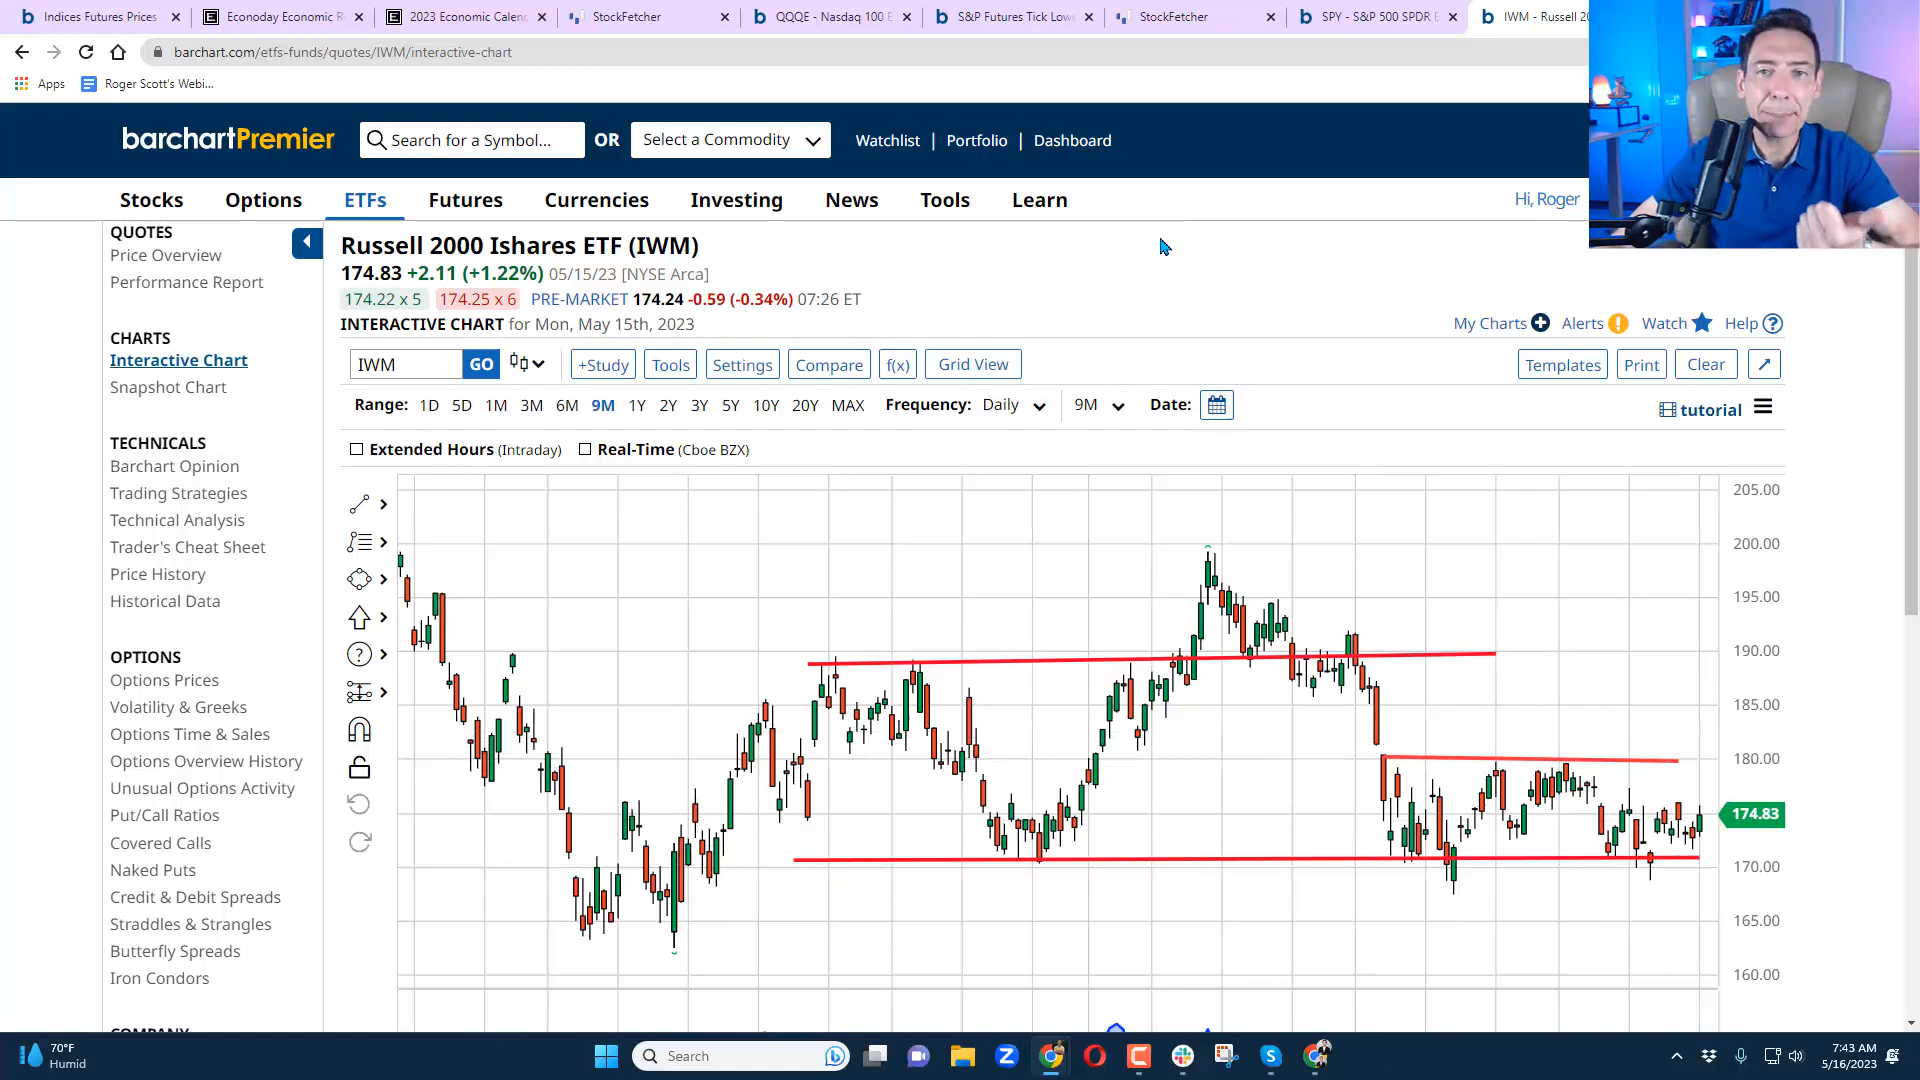 Indices Futures Prices
Econoday Economic R
2023 Economic Calen
StockFetcher
QQQE - Nasdaq 100 E
S&P Futures Tick Low
StockFetcher
SPY - S&P 500 SPDR E
IWM - Russell 20
barchart.com/etfs-funds/quotes/IWM/interactive-chart
Apps
Roger Scott's Webi...
barchartPremier
Search for a Symbol...
OR
Select a Commodity
Watchlist | Portfolio | Dashboard
Stocks Options ETFs Futures Currencies Investing News Tools Learn
Hi, Roger
QUOTES
Price Overview
Performance Report
CHARTS
Interactive Chart
Snapshot Chart
TECHNICALS
Barchart Opinion
Trading Strategies
Technical Analysis
Trader's Cheat Sheet
Price History
Historical Data
OPTIONS
Options Prices
Volatility & Greeks
Options Time & Sales
Options Overview History
Unusual Options Activity
Put/Call Ratios
Covered Calls
Naked Puts
Credit & Debit Spreads
Straddles & Strangles
Butterfly Spreads
Iron Condors
COMPANY
Russell 2000 Ishares ETF (IWM)
174.83 +2.11 (+1.22%) 05/15/23 [NYSE Arca]
174.22 x 5 174.25 x 6 PRE-MARKET 174.24 -0.59 (-0.34%) 07:26 ET
INTERACTIVE CHART for Mon, May 15th, 2023
My Charts Alerts Watch Help
IWM GO +Study Tools Settings Compare f(x) Grid View
Templates Print Clear
Range: 1D 5D 1M 3M 6M 9M 1Y 2Y 3Y 5Y 10Y 20Y MAX Frequency: Daily 9M Date:
tutorial
Extended Hours (Intraday) Real-Time (Cboe BZX)
205.00
200.00
195.00
190.00
185.00
180.00
174.83
170.00
165.00
160.00
70°F
Humid
Search
7:43 AM
5/16/2023